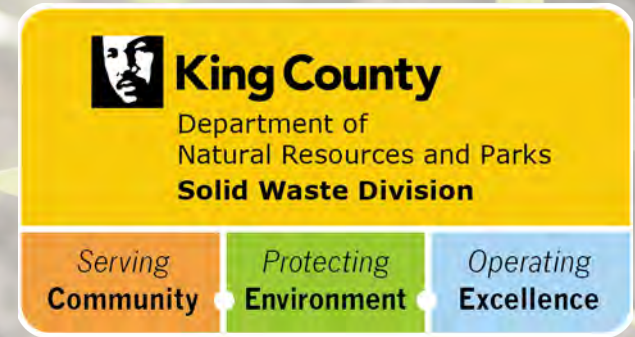 King County
Department of
Natural Resources and Parks
Solid Waste Division
Serving
Community
Protecting
Environment
Operating
Excellence